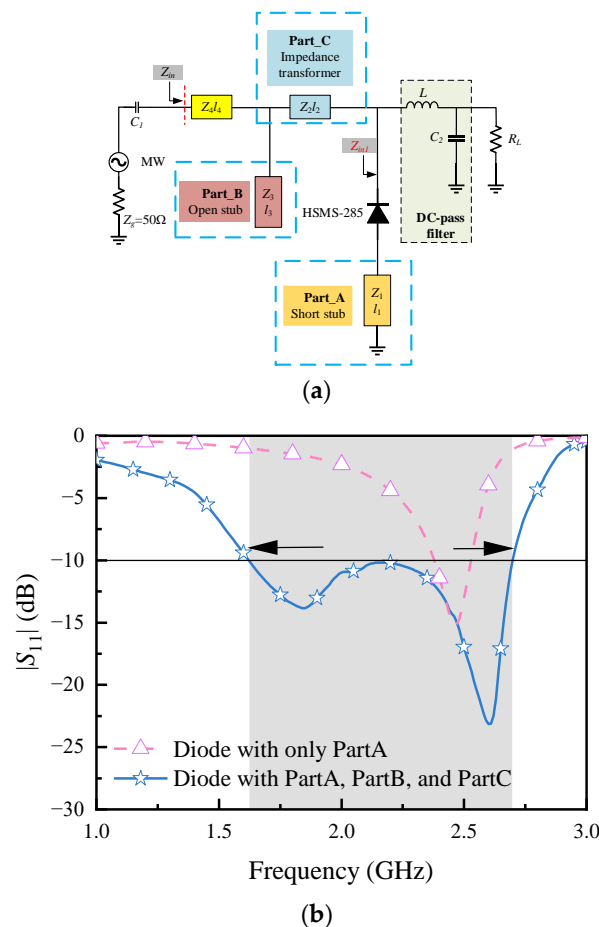 Part_C
Impedance
transformer
Z_in
C_1
Z_4l_4
Z_2l_2
L
C_2
R_L
MW
Z_g=50Ω
Part_B
Open stub
Z_3
l_3
Z_in1
HSMS-285
DC-pass
filter
Part_A
Short stub
Z_1
l_1
(a)
0
−5
−10
−15
−20
−25
−30
|S_11| (dB)
Diode with only PartA
Diode with PartA, PartB, and PartC
1.0 1.5 2.0 2.5 3.0
Frequency (GHz)
(b)